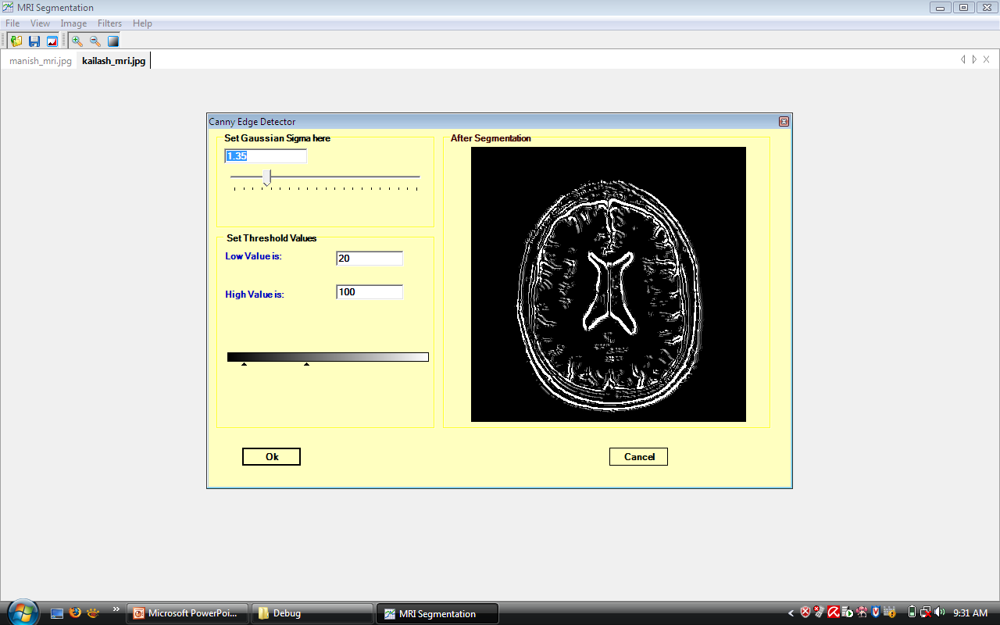 MRI Segmentation
File View Image Filters Help
manish_mri.jpg kailash_mri.jpg
Canny Edge Detector
Set Gaussian Sigma here
1.35
After Segmentation
Set Threshold Values
Low Value is: 20
High Value is: 100
Ok
Cancel
Microsoft PowerPoi...
Debug
MRI Segmentation
9:31 AM